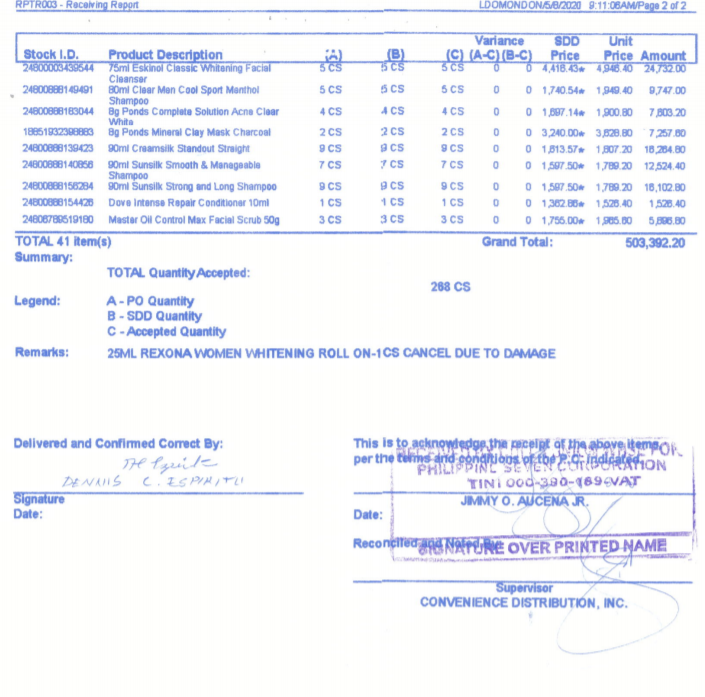 RPTR003 - Receiving Report LDOMONDON/5/8/2020 9:11:06AM/Page 2 of 2
Variance SDD Unit
Stock I.D. Product Description (A) (B) (C) (A-C) (B-C) Price Price Amount
24800003439544 75ml Eskinol Classic Whitening Facial 5 CS 5 CS 5 CS 0 0 4,418.43* 4,946.40 24,732.00
Cleanser
24800888149491 80ml Clear Men Cool Sport Menthol 5 CS 5 CS 5 CS 0 0 1,740.54* 1,949.40 9,747.00
Shampoo
24800888183044 8g Ponds Complete Solution Acne Clear 4 CS 4 CS 4 CS 0 0 1,697.14* 1,900.80 7,603.20
White
18851932398883 8g Ponds Mineral Clay Mask Charcoal 2 CS 2 CS 2 CS 0 0 3,240.00* 3,628.80 7,257.60
24800888139423 90ml Creamsilk Standout Straight 9 CS 9 CS 9 CS 0 0 1,613.57* 1,807.20 16,264.80
24800888140856 90ml Sunsilk Smooth & Manageable 7 CS 7 CS 7 CS 0 0 1,597.50* 1,789.20 12,524.40
Shampoo
24800888156284 90ml Sunsilk Strong and Long Shampoo 9 CS 9 CS 9 CS 0 0 1,597.50* 1,789.20 16,102.80
24800888154426 Dove Intense Repair Conditioner 10ml 1 CS 1 CS 1 CS 0 0 1,362.86* 1,526.40 1,526.40
24806789519180 Master Oil Control Max Facial Scrub 50g 3 CS 3 CS 3 CS 0 0 1,755.00* 1,965.60 5,896.80
TOTAL 41 item(s) Grand Total: 503,392.20
Summary:
TOTAL Quantity Accepted:
268 CS
Legend: A - PO Quantity
B - SDD Quantity
C - Accepted Quantity
Remarks: 25ML REXONA WOMEN WHITENING ROLL ON-1CS CANCEL DUE TO DAMAGE
Delivered and Confirmed Correct By: This is to acknowledge the receipt of the above items,
per the terms and conditions of the P.O. indicated.
PHILIPPINE SEVEN CORPORATION
DENNIS C. ESPIRITU
TIN: 000-390-189-VAT
Signature JIMMY O. AUCENA JR.
Date: Date:
Reconciled and Noted By:
SIGNATURE OVER PRINTED NAME
Supervisor
CONVENIENCE DISTRIBUTION, INC.